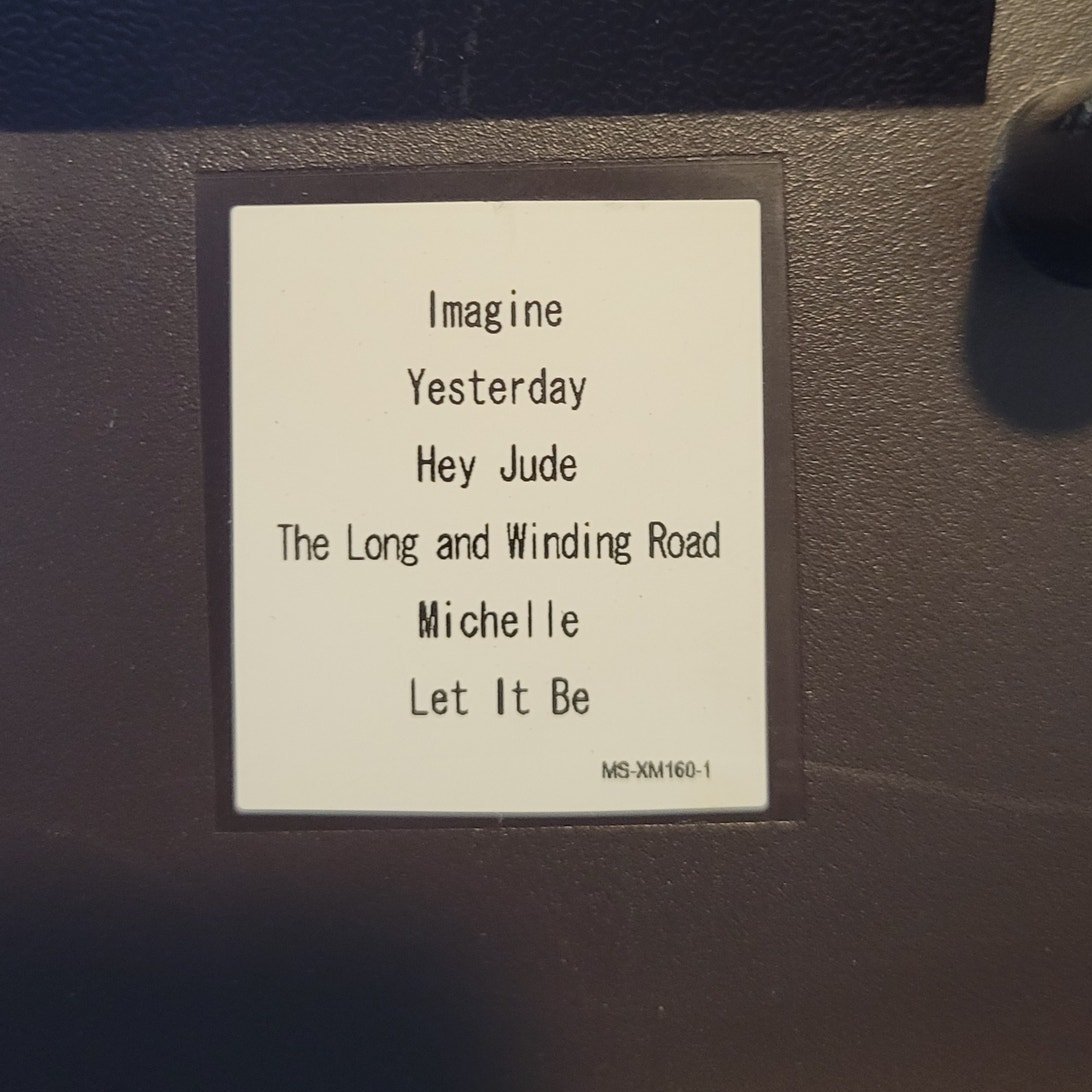 Imagine
Yesterday
Hey Jude
The Long and Winding Road
Michelle
Let It Be
MS-XM160-1